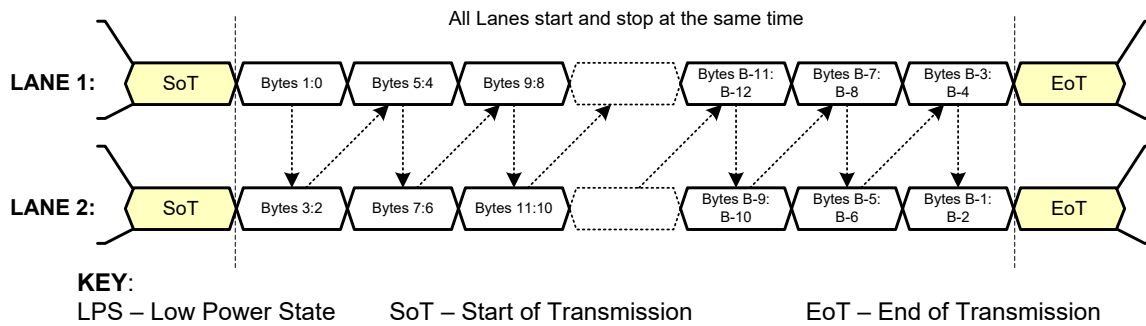 All Lanes start and stop at the same time
LANE 1:
SoT
Bytes 1:0
Bytes 5:4
Bytes 9:8
Bytes B-11:
B-12
Bytes B-7:
B-8
Bytes B-3:
B-4
EoT
LANE 2:
SoT
Bytes 3:2
Bytes 7:6
Bytes 11:10
Bytes B-9:
B-10
Bytes B-5:
B-6
Bytes B-1:
B-2
EoT
KEY:
LPS – Low Power State SoT – Start of Transmission EoT – End of Transmission